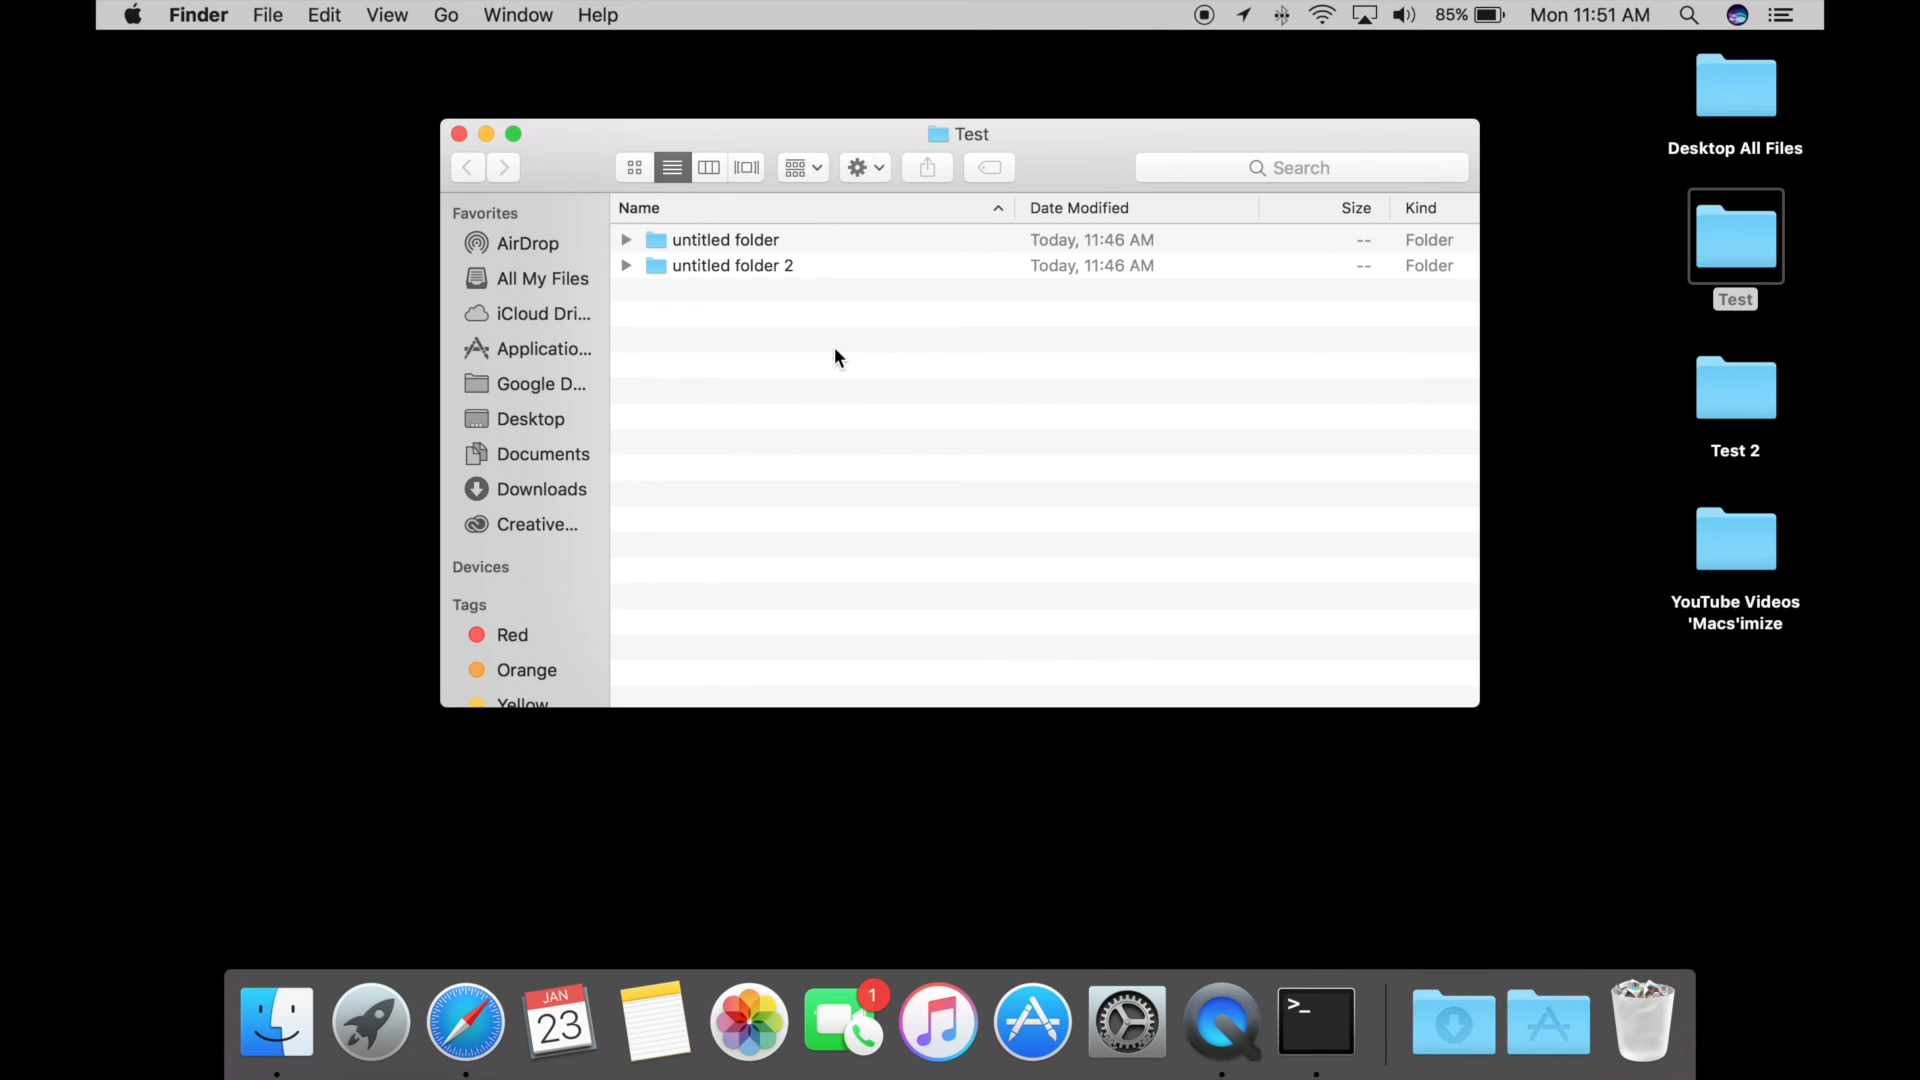 Finder File Edit View Go Window Help 85% Mon 11:51 AM
Test
Search
Favorites
AirDrop
All My Files
iCloud Dri...
Applicatio...
Google D...
Desktop
Documents
Downloads
Creative...
Devices
Tags
Red
Orange
Yellow
Name Date Modified Size Kind
untitled folder Today, 11:46 AM -- Folder
untitled folder 2 Today, 11:46 AM -- Folder
Desktop All Files
Test
Test 2
YouTube Videos
'Macs'imize
JAN
23
1
>_